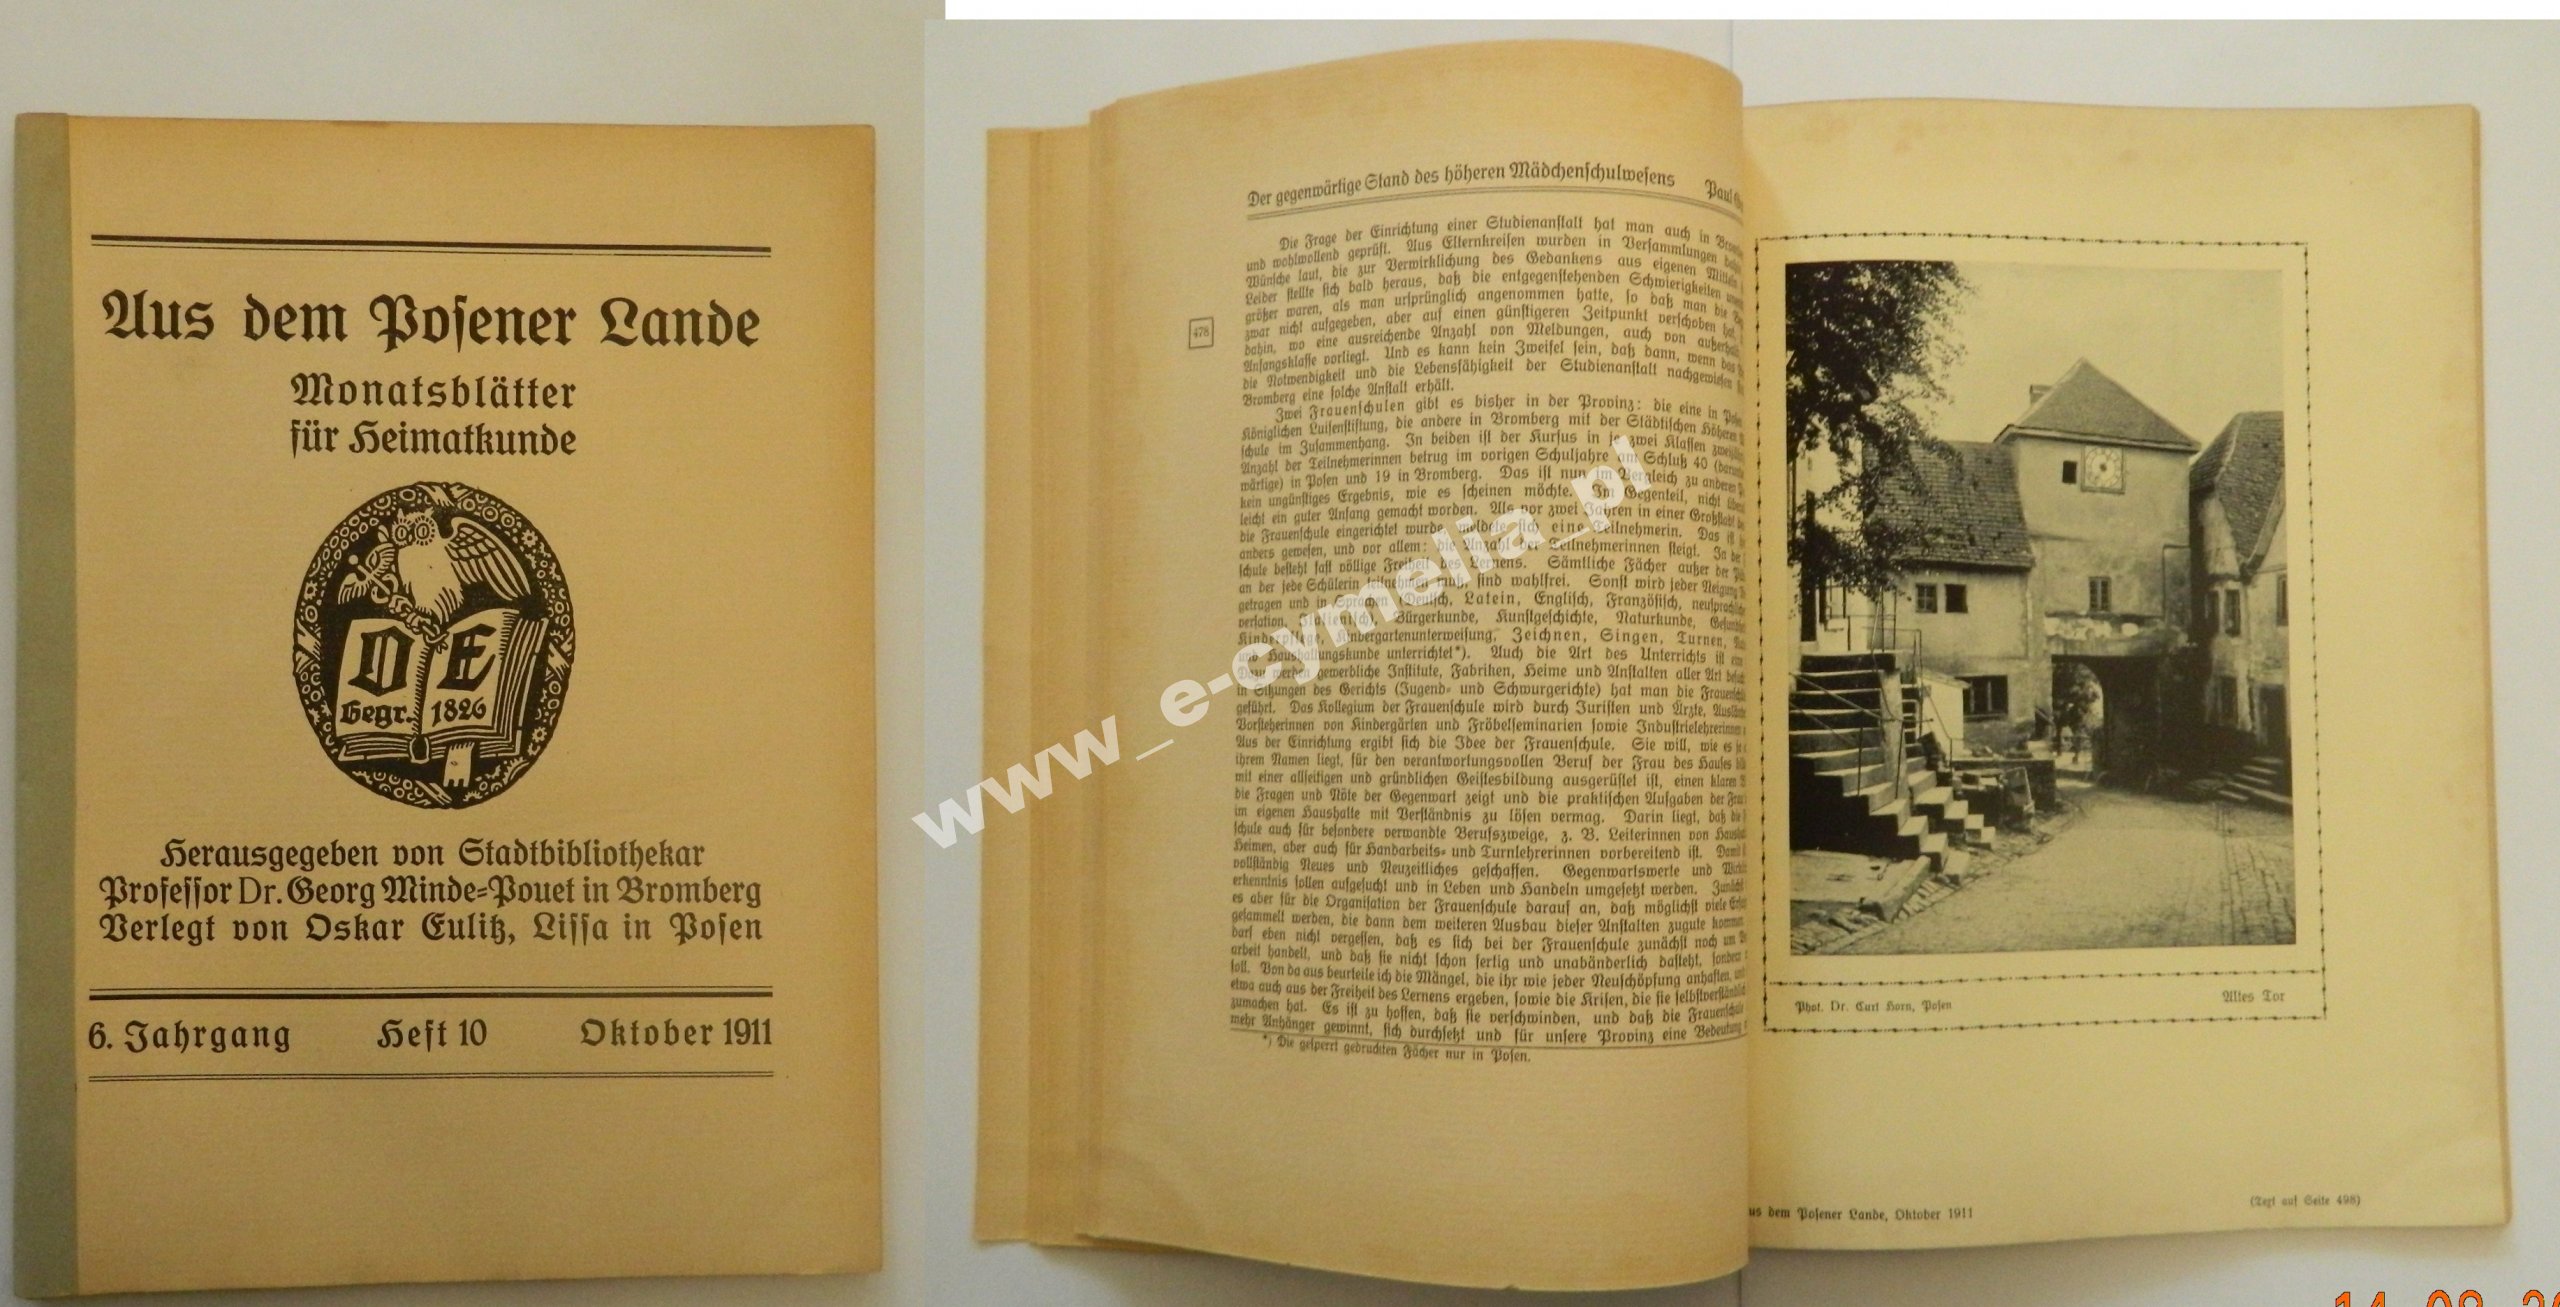 Aus dem Posener Lande
Monatsblätter
für Heimatkunde
O E
Gegr. 1826
Herausgegeben von Stadtbibliothekar
Professor Dr. Georg Minde-Pouet in Bromberg
Verlegt von Oskar Eulitz, Lissa in Posen
6. Jahrgang Heft 10 Oktober 1911
Der gegenwärtige Stand des höheren Mädchenschulwesens Paul
478
Die Frage der Einrichtung einer Studienanstalt hat man auch in
und wohlwollend geprüft. Aus Elternkreisen wurden in Versammlungen
Wünsche laut, die zur Verwirklichung des Gedankens aus eigenen Mitteln
Leider stellte sich bald heraus, daß die entgegenstehenden Schwierigkeiten
größer waren, als man ursprünglich angenommen hatte, so daß man die
zwar nicht aufgegeben, aber auf einen günstigeren Zeitpunkt verschoben hat,
dahin, wo eine ausreichende Anzahl von Meldungen, auch von außerhalb
Anfangsklasse vorliegt. Und es kann kein Zweifel sein, daß dann, wenn das
die Notwendigkeit und die Lebensfähigkeit der Studienanstalt nachgewiesen
Bromberg eine solche Anstalt erhält.
Zwei Frauenschulen gibt es bisher in der Provinz: die eine in
Königlichen Luisenstiftung, die andere in Bromberg mit der Städtischen Höheren
schule im Zusammenhang. In beiden ist der Kursus in je zwei Klassen
Anzahl der Teilnehmerinnen betrug im vorigen Schuljahre am Schluß 40
wärtige) in Posen und 19 in Bromberg. Das ist nun im Vergleich zu anderen
kein ungünstiges Ergebnis, wie es scheinen möchte. Im Gegenteil, nicht
leicht ein guter Anfang gemacht worden. Als vor zwei Jahren in einer Großstadt
die Frauenschule eingerichtet wurde, meldete sich eine Teilnehmerin. Das ist
anders gewesen, und vor allem: die Anzahl der Teilnehmerinnen steigt. In der
schule besteht fast völlige Freiheit des Lernens. Sämtliche Fächer außer der
an der jede Schülerin teilnehmen muß, sind wahlfrei. Sonst wird jeder Neigung
getragen und in Sprachen (Deutsch, Latein, Englisch, Französisch, neusprachliche
versation, Italienisch), Bürgerkunde, Kunstgeschichte, Naturkunde,
Kinderpflege, Kindergartenunterweisung, Zeichnen, Singen, Turnen,
und Haushaltungskunde unterrichtet*). Auch die Art des Unterrichts ist
Dazu werden gewerbliche Institute, Fabriken, Heime und Anstalten aller Art
in Sitzungen des Gerichts (Jugend- und Schwurgerichte) hat man die
geführt. Das Kollegium der Frauenschule wird durch Juristen und Ärzte,
Vorsteherinnen von Kindergärten und Fröbelseminarien sowie Industrielehrerinnen
Aus der Einrichtung ergibt sich die Idee der Frauenschule. Sie will, wie es
ihrem Namen liegt, für den verantwortungsvollen Beruf der Frau des Hauses
mit einer allseitigen und gründlichen Geistesbildung ausgerüstet ist, einen klaren
die Fragen und Nöte der Gegenwart zeigt und die praktischen Aufgaben der
im eigenen Haushalte mit Verständnis zu lösen vermag. Darin liegt, daß die
schule auch für besondere verwandte Berufszweige, z. B. Leiterinnen von
Heimen, aber auch für Handarbeits- und Turnlehrerinnen vorbereitend ist.
vollständig Neues und Neuzeitliches geschaffen. Gegenwartswerte und
erkenntnis sollen aufgesucht und in Leben und Handeln umgesetzt werden.
es aber für die Organisation der Frauenschule darauf an, daß möglichst viele
gesammelt werden, die dann dem weiteren Ausbau dieser Anstalten zugute
darf eben nicht vergessen, daß es sich bei der Frauenschule zunächst noch um
arbeit handelt, und daß sie nicht schon fertig und unabänderlich dasteht, sondern
soll. Von da aus beurteile ich die Mängel, die ihr wie jeder Neuschöpfung anhaften,
etwa auch aus der Freiheit des Lernens ergeben, sowie die Krisen, die sie selbstverständlich
zumachen hat. Es ist zu hoffen, daß sie verschwinden, und daß die Frauenschule
mehr Anhänger gewinnt, sich durchsetzt und für unsere Provinz eine Bedeutung
*) Die gesperrt gedruckten Fächer nur in Posen.
Phot. Dr. Curt Horn, Posen Altes Tor
us dem Posener Lande, Oktober 1911 (Text auf Seite 498)
www_e-cymelia_pl